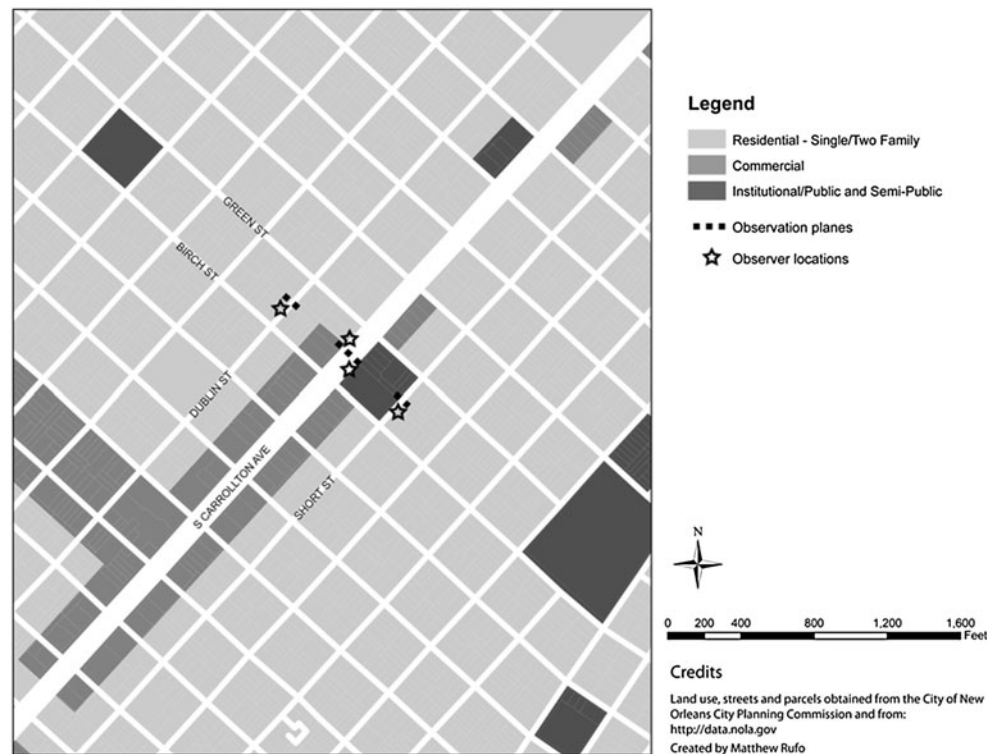 GREEN ST
BIRCH ST
DUBLIN ST
S CARROLLTON AVE
SHORT ST
Legend
Residential - Single/Two Family
Commercial
Institutional/Public and Semi-Public
Observation planes
Observer locations
N
0 200 400 800 1,200 1,600
Feet
Credits
Land use, streets and parcels obtained from the City of New
Orleans City Planning Commission and from:
http://data.nola.gov
Created by Matthew Rufo